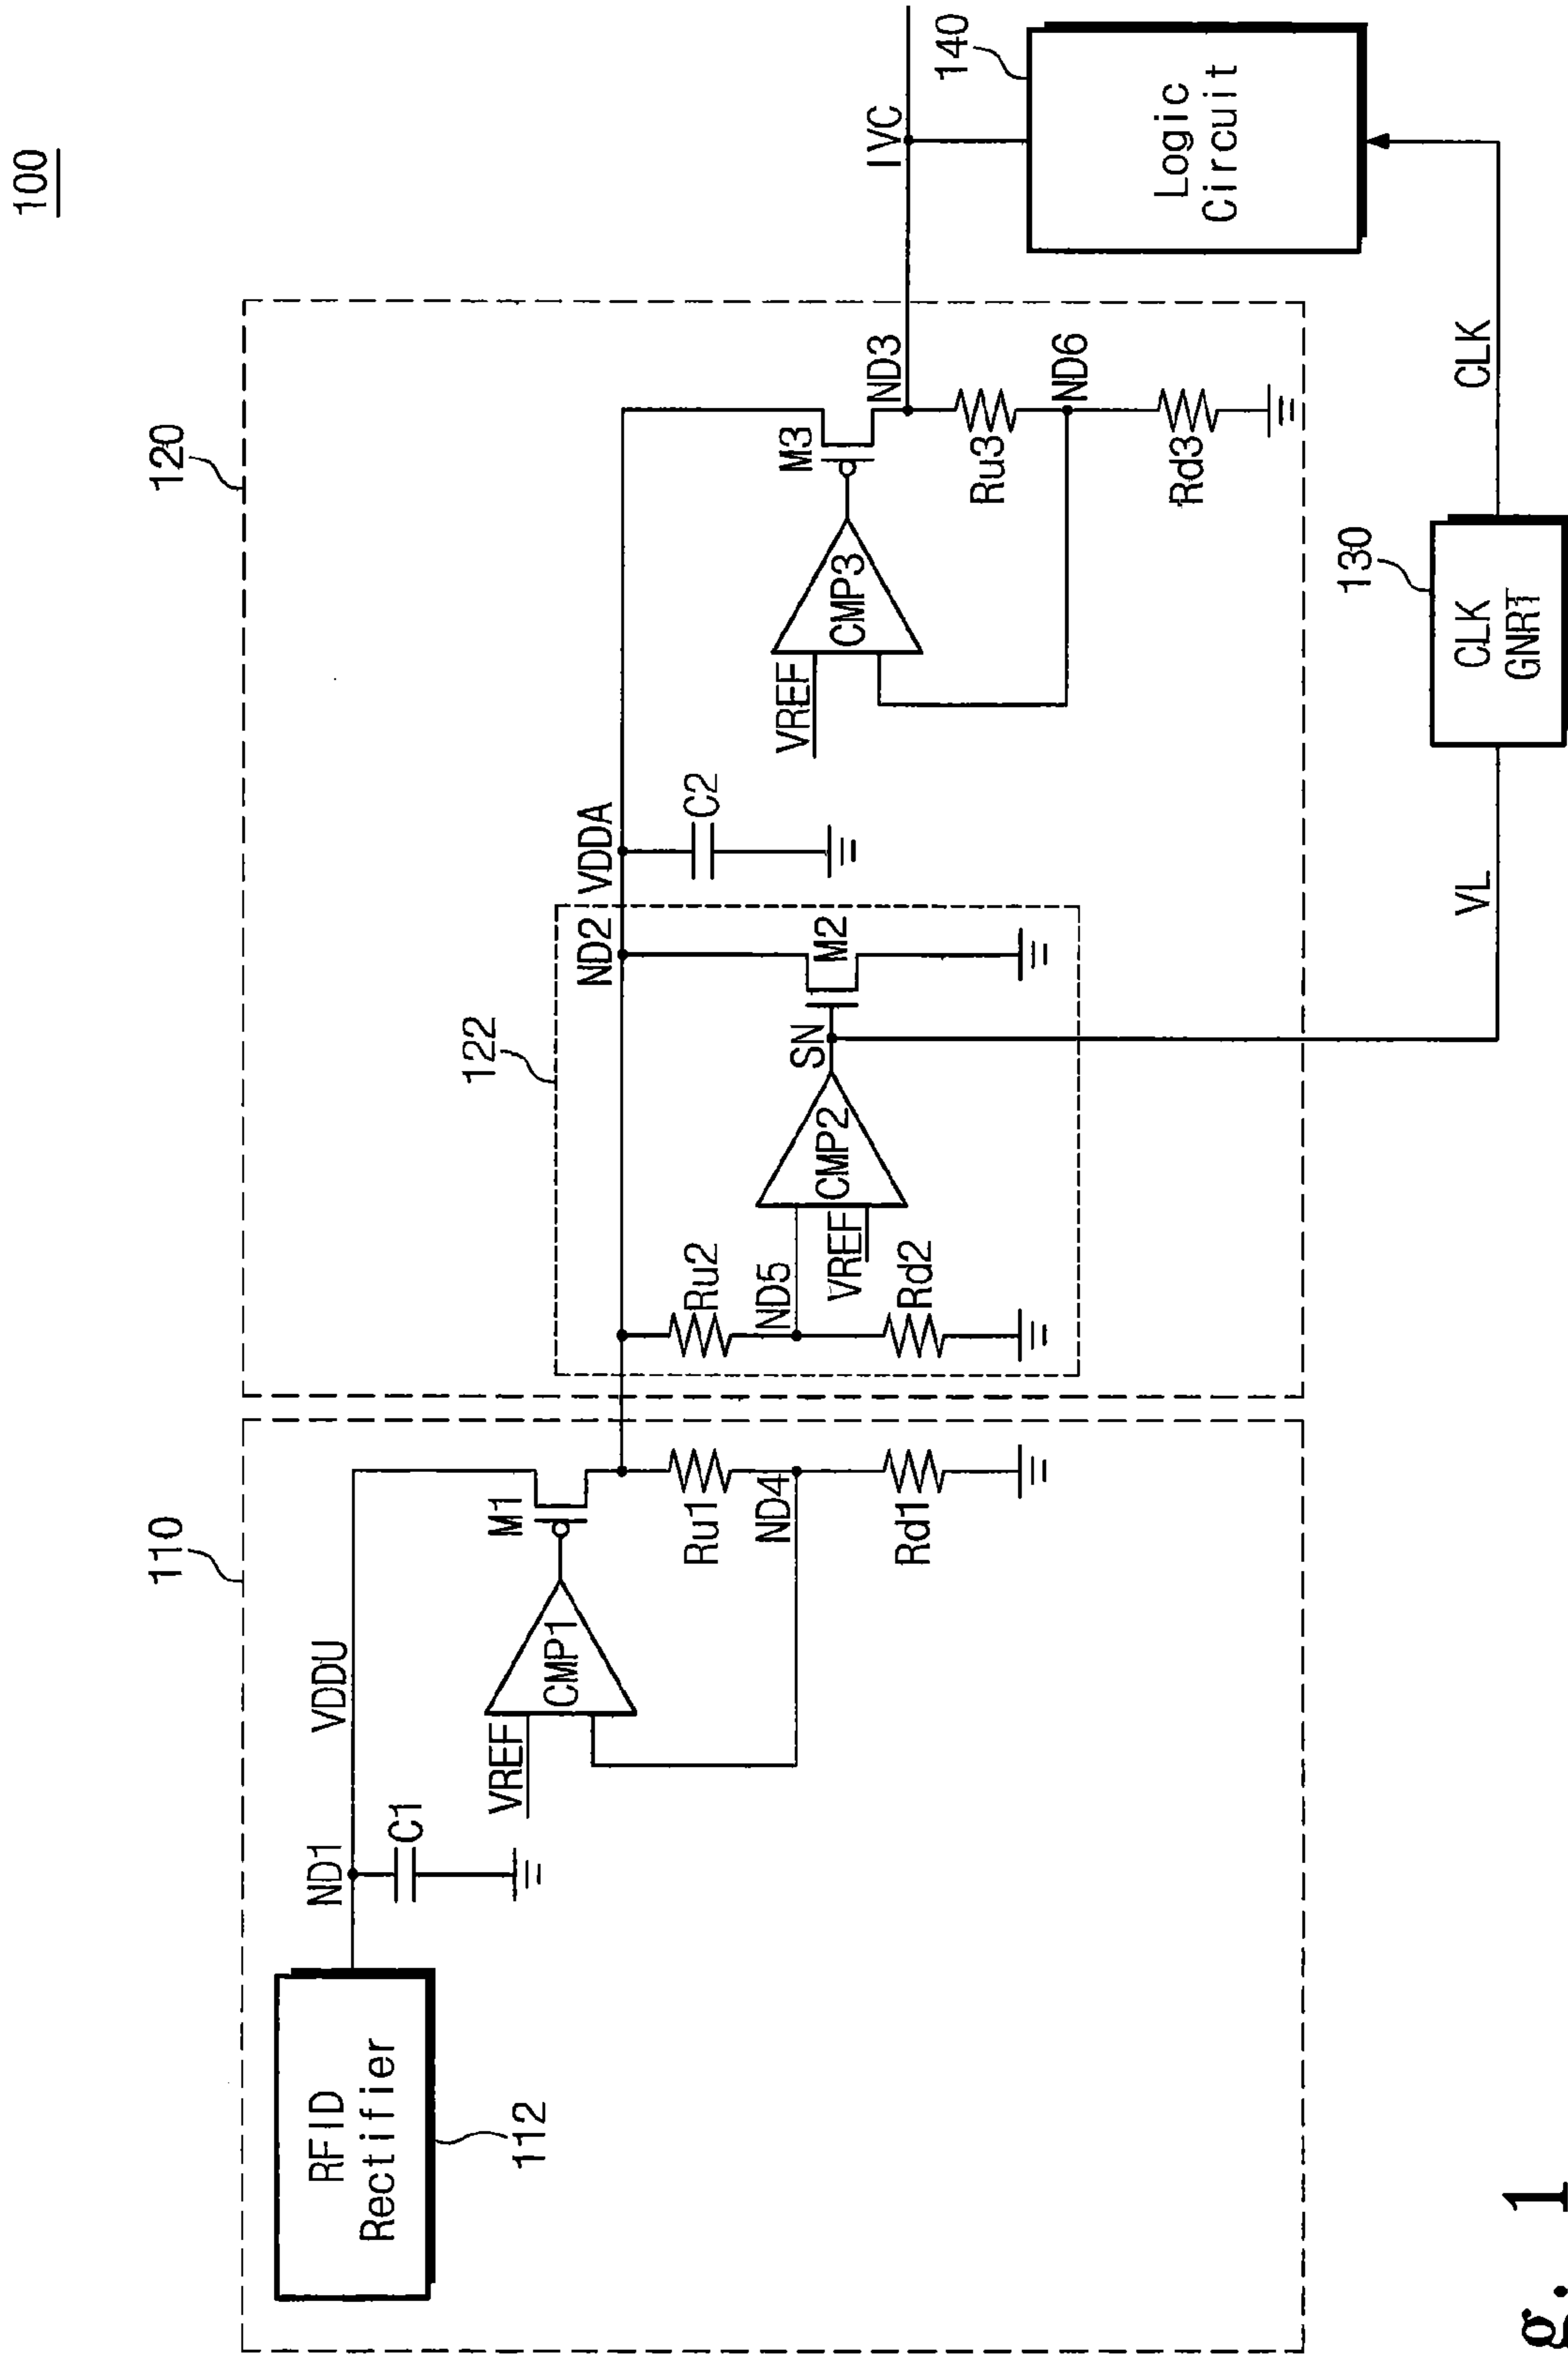 100
110
120
RFID
Rectifier
112
ND1
C1
VDDU
VREF
CMP1
M1
Ru1
ND4
Rd1
122
Ru2
ND5
VREF
Rd2
CMP2
SN
M2
ND2
VDDA
C2
VREF
CMP3
M3
ND3
Ru3
ND6
Rd3
IVC
140
Logic
Circuit
VL
130
CLK
GNRT
CLK
g. 1